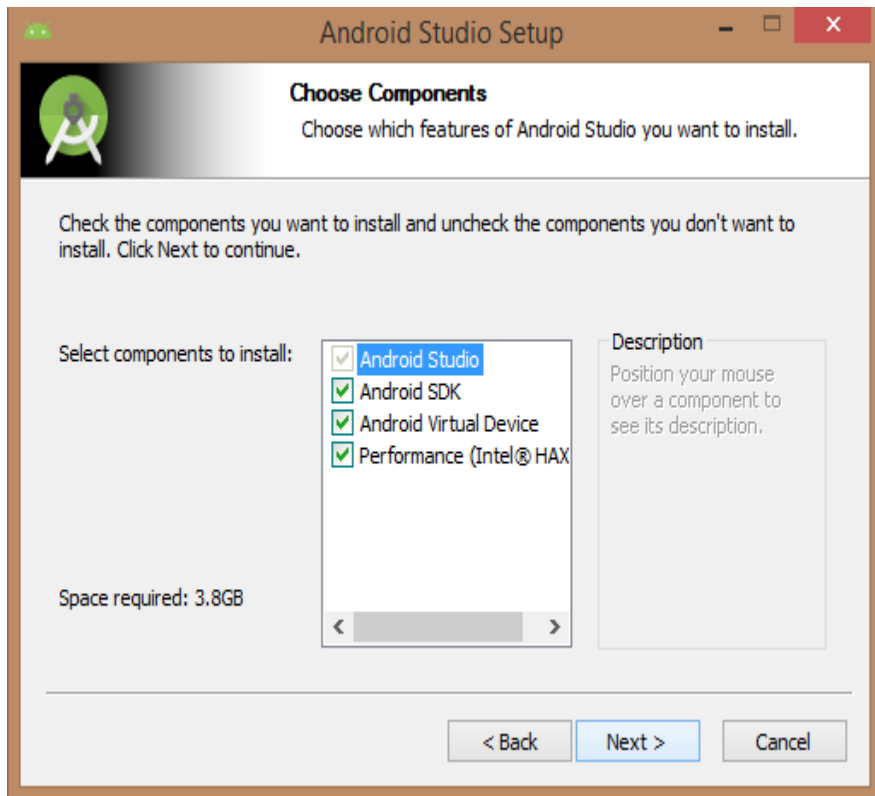 Android Studio Setup
Choose Components
Choose which features of Android Studio you want to install.
Check the components you want to install and uncheck the components you don't want to
install. Click Next to continue.
Select components to install:
Android Studio
Android SDK
Android Virtual Device
Performance (Intel® HAX
Description
Position your mouse
over a component to
see its description.
Space required: 3.8GB
< Back
Next >
Cancel